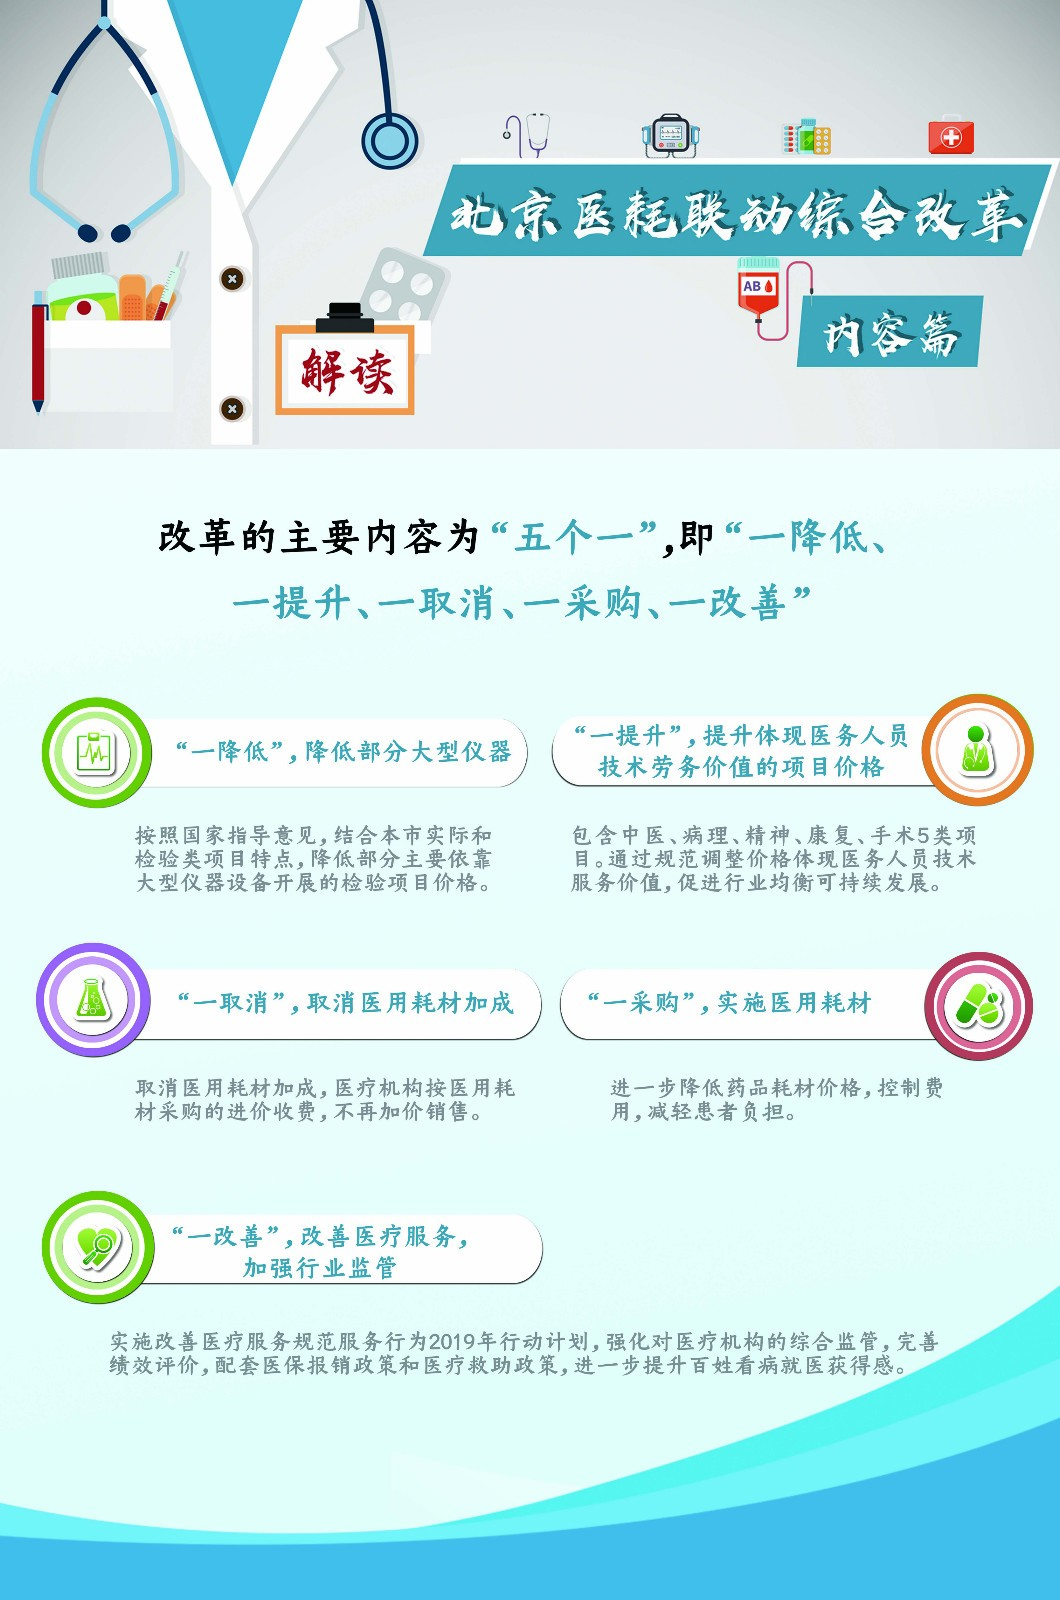 北京医耗联动综合改革
AB
内容篇
解读
改革的主要内容为“五个一”,即“一降低、
一提升、一取消、一采购、一改善”
“一降低”,降低部分大型仪器
按照国家指导意见,结合本市实际和
检验类项目特点,降低部分主要依靠
大型仪器设备开展的检验项目价格。
“一提升”,提升体现医务人员
技术劳务价值的项目价格
包含中医、病理、精神、康复、手术5类项
目。通过规范调整价格体现医务人员技术
服务价值,促进行业均衡可持续发展。
“一取消”,取消医用耗材加成
取消医用耗材加成,医疗机构按医用耗
材采购的进价收费,不再加价销售。
“一采购”,实施医用耗材
进一步降低药品耗材价格,控制费
用,减轻患者负担。
“一改善”,改善医疗服务,
加强行业监管
实施改善医疗服务规范服务行为2019年行动计划,强化对医疗机构的综合监管,完善
绩效评价,配套医保报销政策和医疗救助政策,进一步提升百姓看病就医获得感。